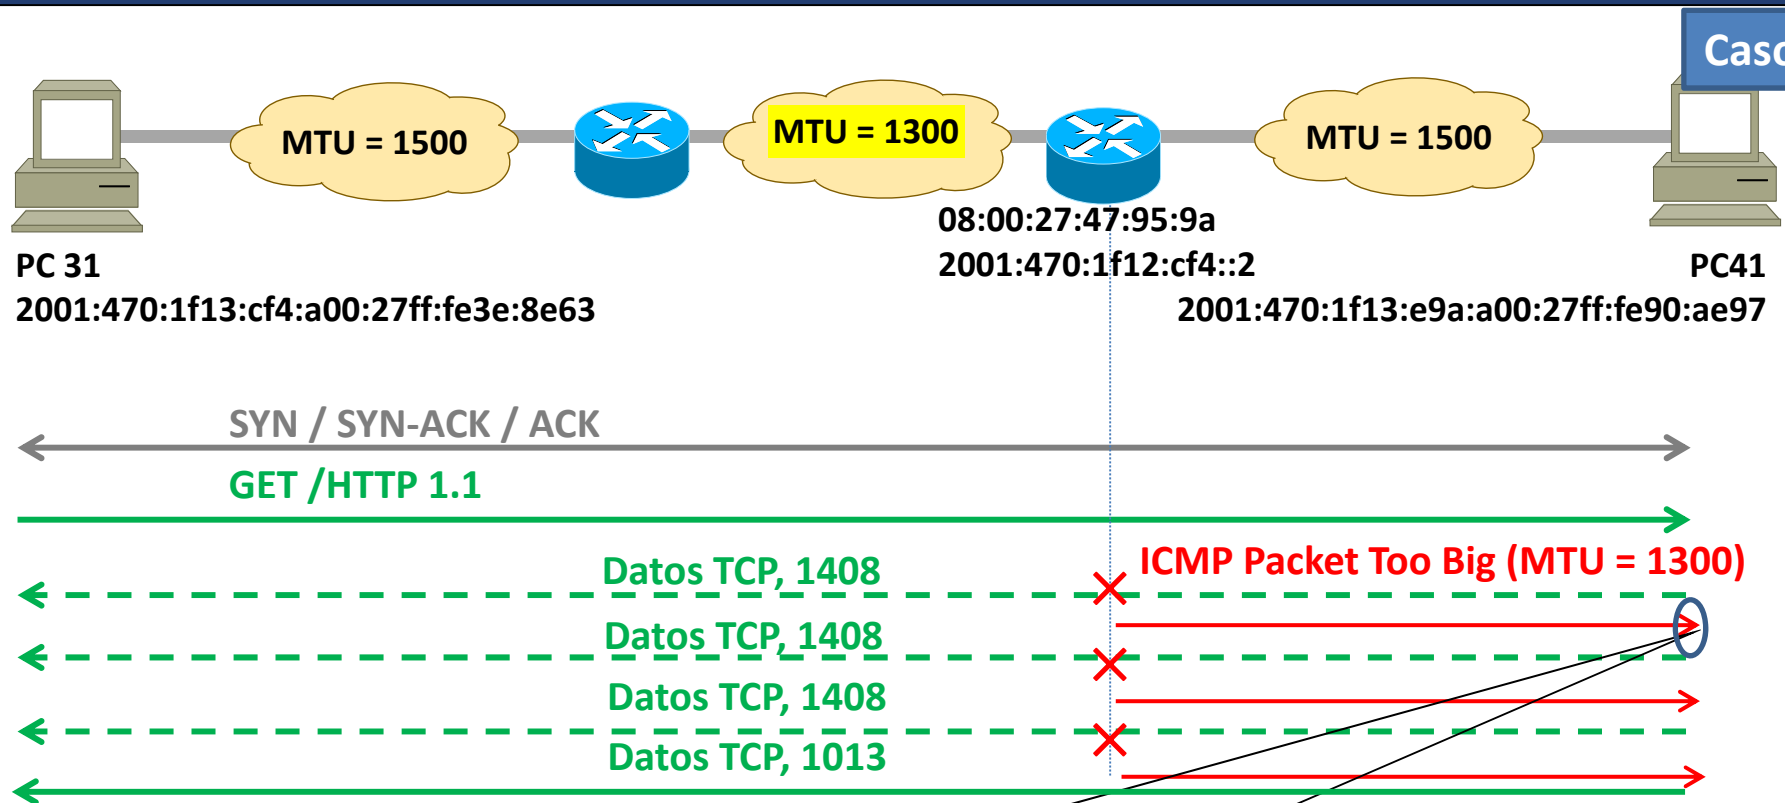 Caso
MTU = 1500
MTU = 1300
MTU = 1500
08:00:27:47:95:9a
2001:470:1f12:cf4::2
PC 31
2001:470:1f13:cf4:a00:27ff:fe3e:8e63
PC41
2001:470:1f13:e9a:a00:27ff:fe90:ae97
SYN / SYN-ACK / ACK
GET /HTTP 1.1
ICMP Packet Too Big (MTU = 1300)
Datos TCP, 1408
Datos TCP, 1408
Datos TCP, 1408
Datos TCP, 1013